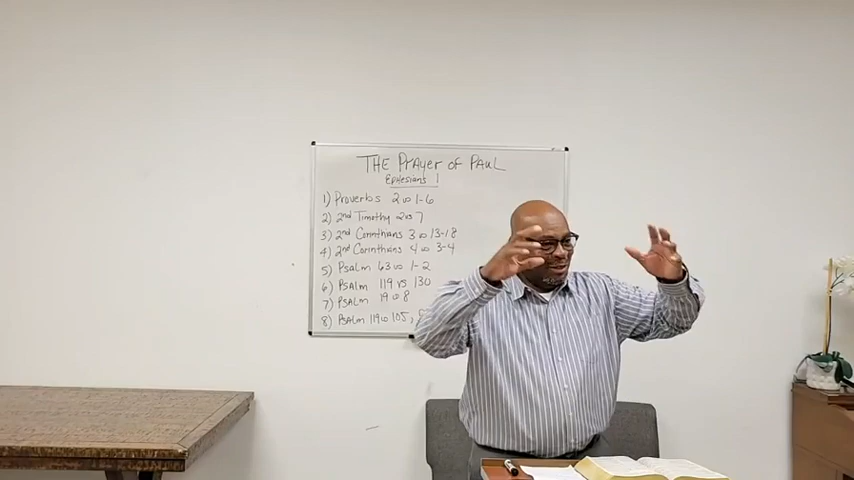 THE PRAYER OF PAUL
Ephesians 1
1) Proverbs 2 vs 1-6
2) 2nd Timothy 2 vs 7
3) 2nd Corinthians 3 vs 13-18
4) 2nd Corinthians 4 vs 3-4
5) Psalm 63 vs 1-2
6) Psalm 119 vs 130
7) Psalm 19 vs 8
8) Psalm 119 vs 105,